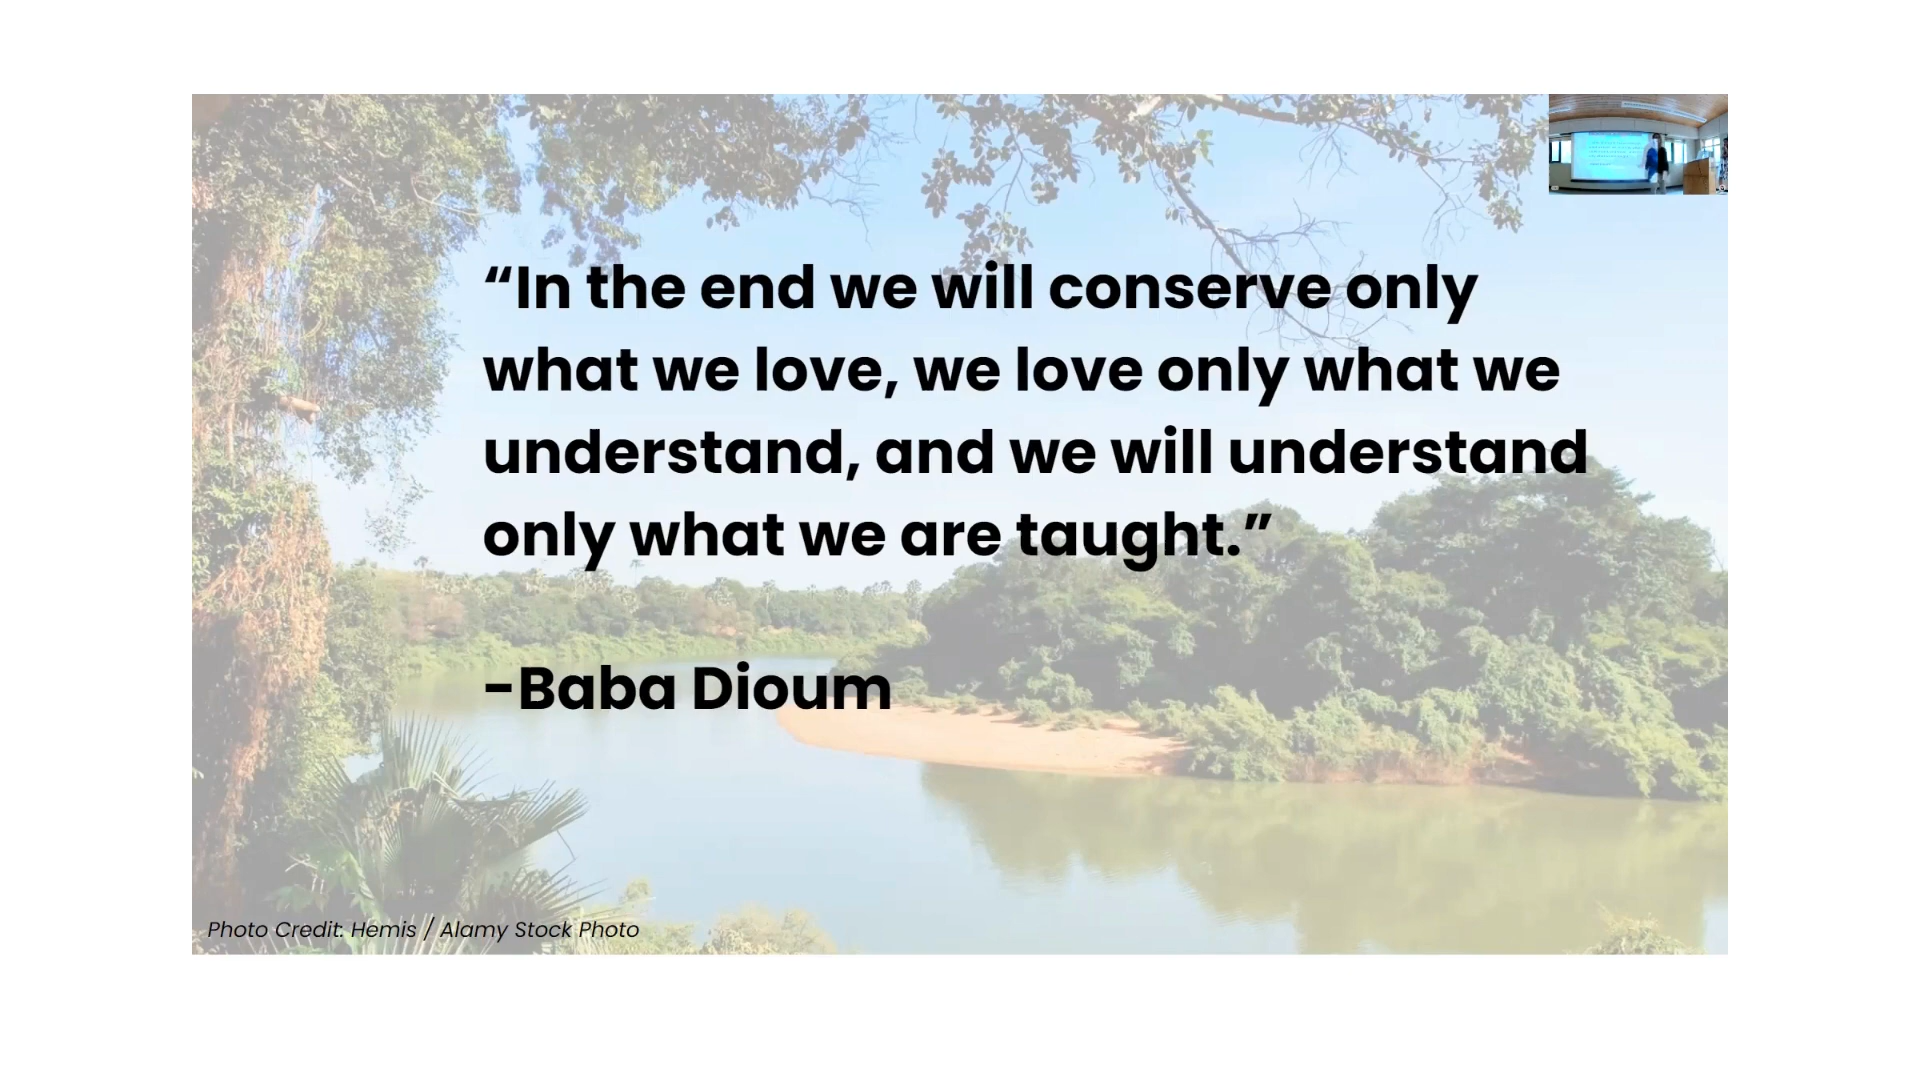 “In the end we will conserve only
what we love, we love only what we
understand, and we will understand
only what we are taught.”
-Baba Dioum
Photo Credit: Hemis / Alamy Stock Photo